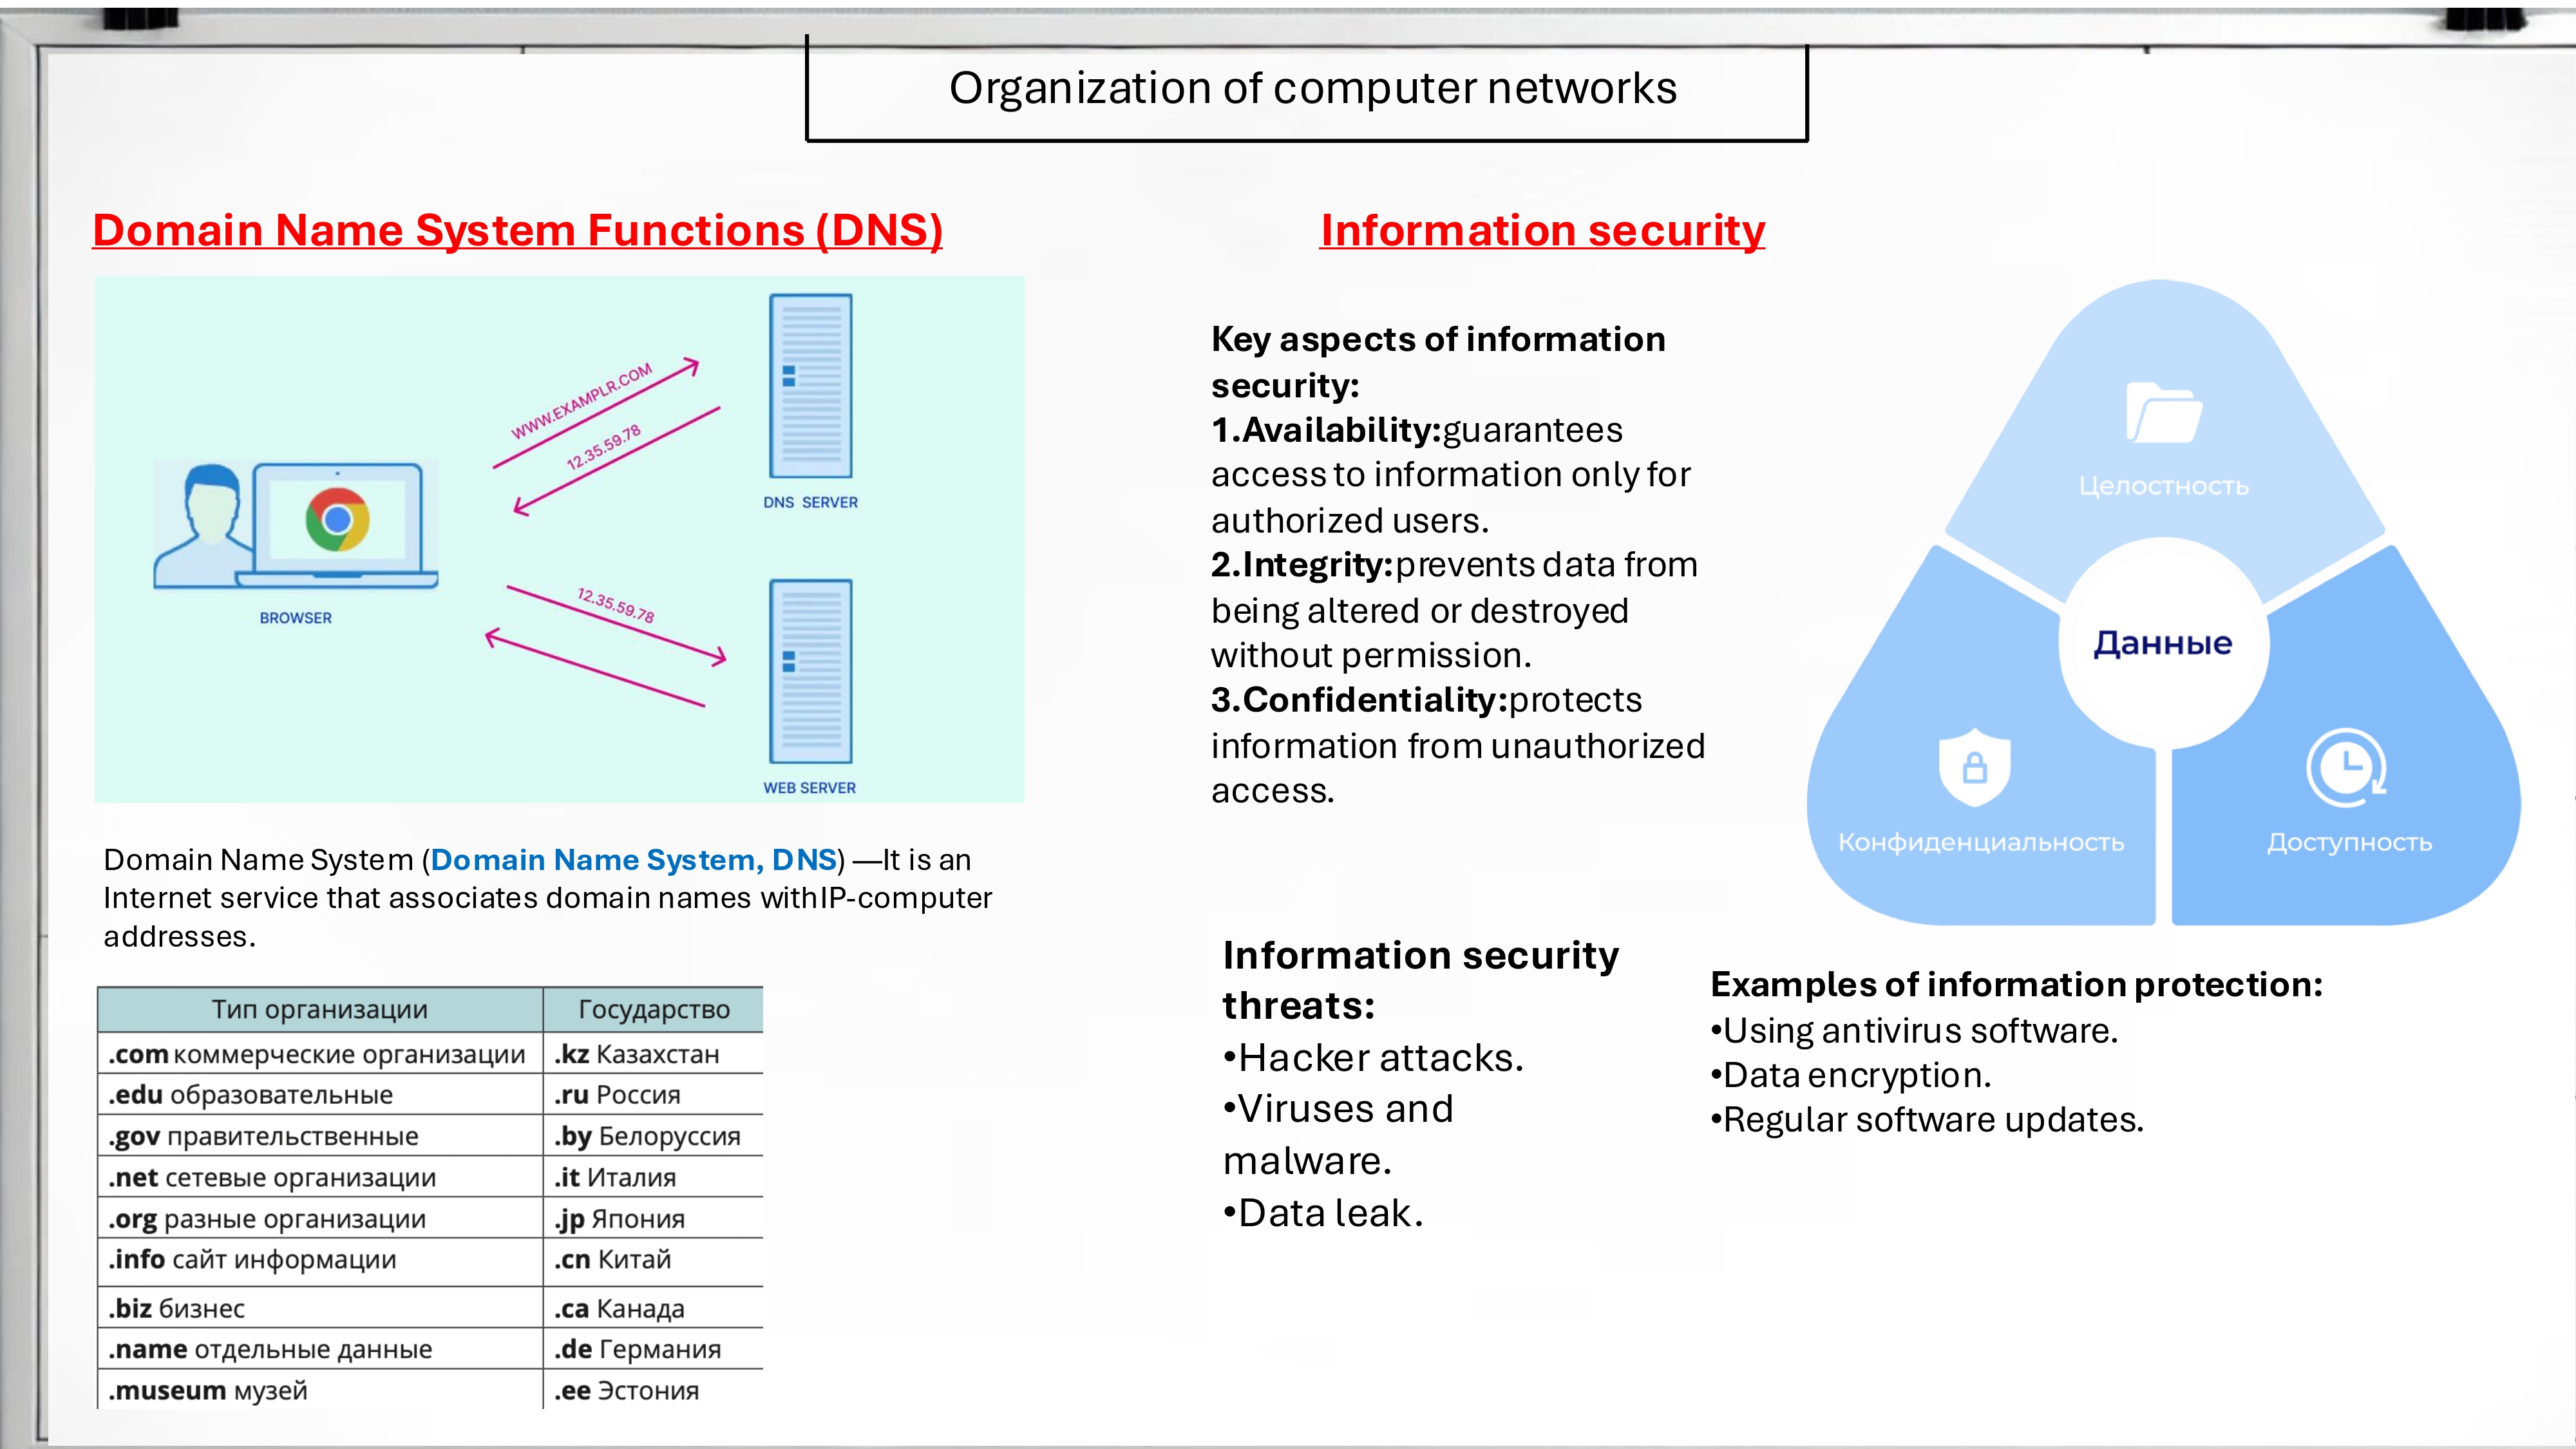 Organization of computer networks
Domain Name System Functions (DNS)
WWW.EXAMPLR.COM
12.35.59.78
DNS SERVER
BROWSER
12.35.59.78
WEB SERVER
Domain Name System (Domain Name System, DNS) —It is an
Internet service that associates domain names withIP-computer
addresses.
Тип организации Государство
.com коммерческие организации .kz Казахстан
.edu образовательные .ru Россия
.gov правительственные .by Белоруссия
.net сетевые организации .it Италия
.org разные организации .jp Япония
.info сайт информации .cn Китай
.biz бизнес .ca Канада
.name отдельные данные .de Германия
.museum музей .ee Эстония
Information security
Key aspects of information
security:
1.Availability:guarantees
access to information only for
authorized users.
2.Integrity:prevents data from
being altered or destroyed
without permission.
3.Confidentiality:protects
information from unauthorized
access.
Целостность
Данные
Конфиденциальность
Доступность
Information security
threats:
•Hacker attacks.
•Viruses and
malware.
•Data leak.
Examples of information protection:
•Using antivirus software.
•Data encryption.
•Regular software updates.